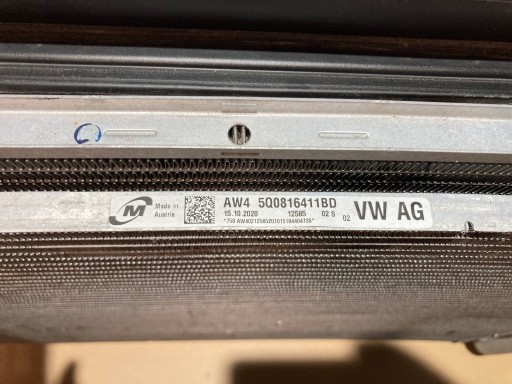 M
Made in
Austria
AW4 5Q0816411BD
15.10.2020 12585 02 S
02 VW AG